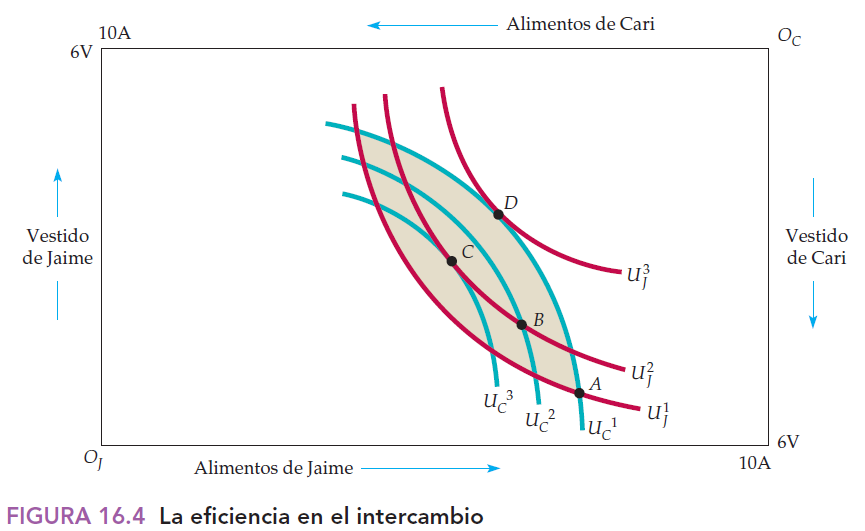 Alimentos de Cari
10A
6V
O_C
D
Vestido
de Jaime
Vestido
de Cari
C
U_J^3
B
U_J^2
A
U_C^3
U_C^2
U_C^1
U_J^1
6V
O_J
Alimentos de Jaime
10A
FIGURA 16.4 La eficiencia en el intercambio